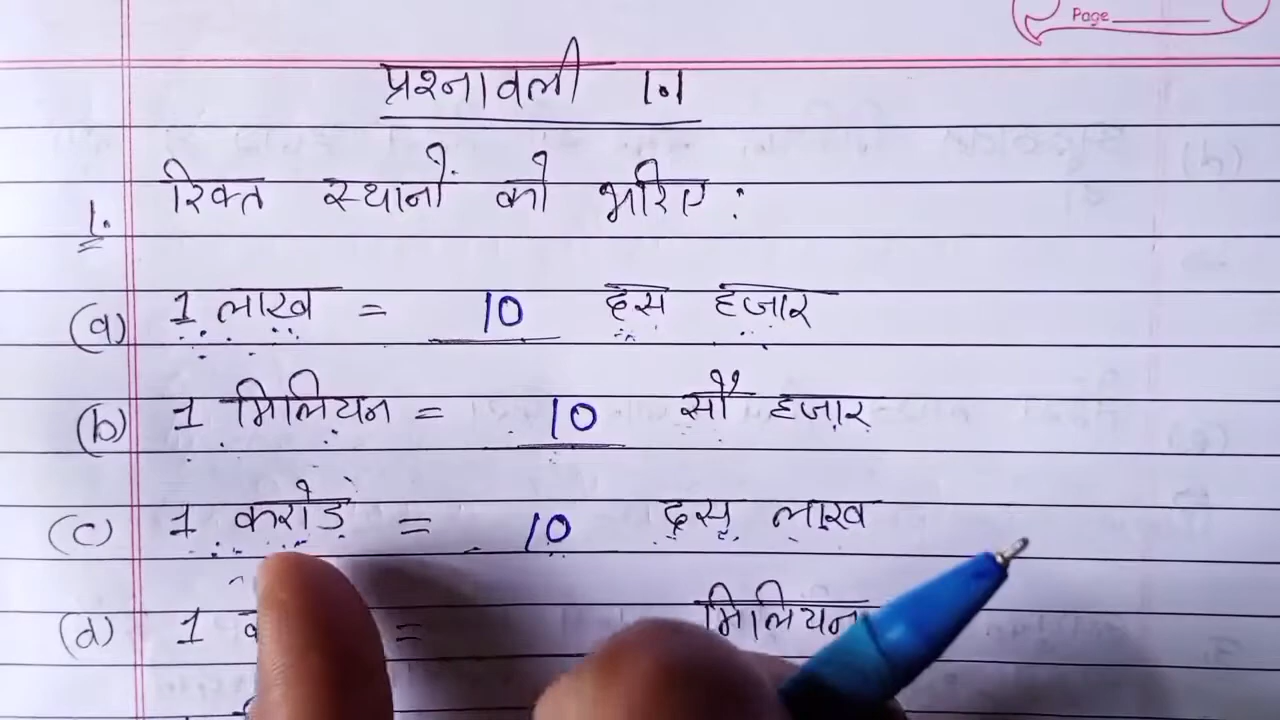 Page
प्रश्नावली 1.1
1. रिक्त स्थानों को भरिए :
(a) 1 लाख = 10 दस हजार
(b) 1 मिलियन = 10 सौ हजार
(c) 1 करोड़ = 10 दस लाख
(d) 1 = मिलियन